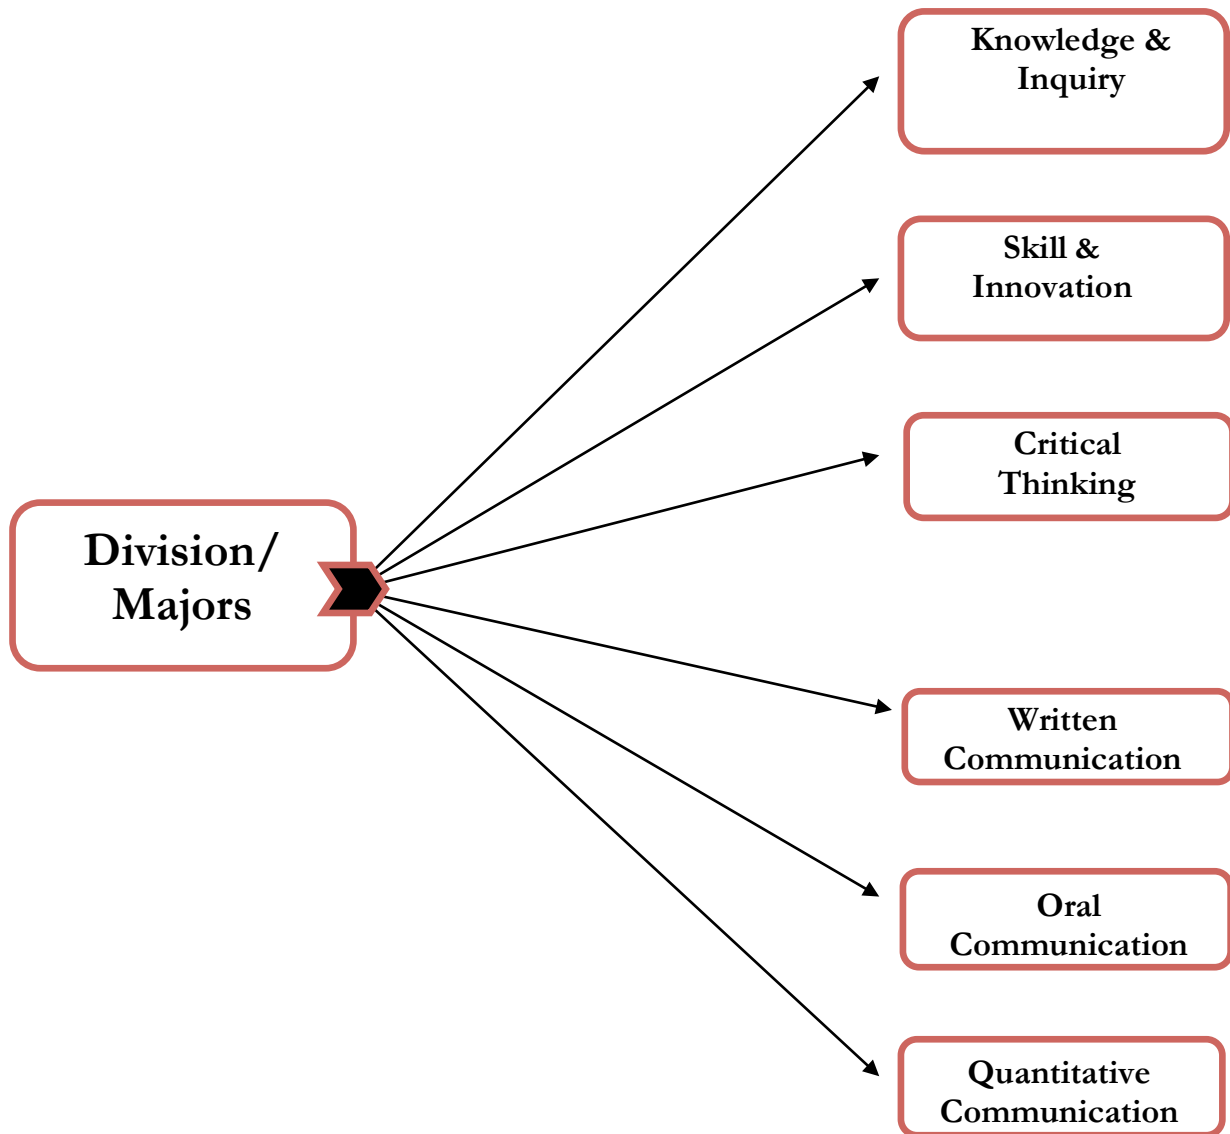 Knowledge &
Inquiry
Skill &
Innovation
Critical
Thinking
Division/
Majors
Written
Communication
Oral
Communication
Quantitative
Communication